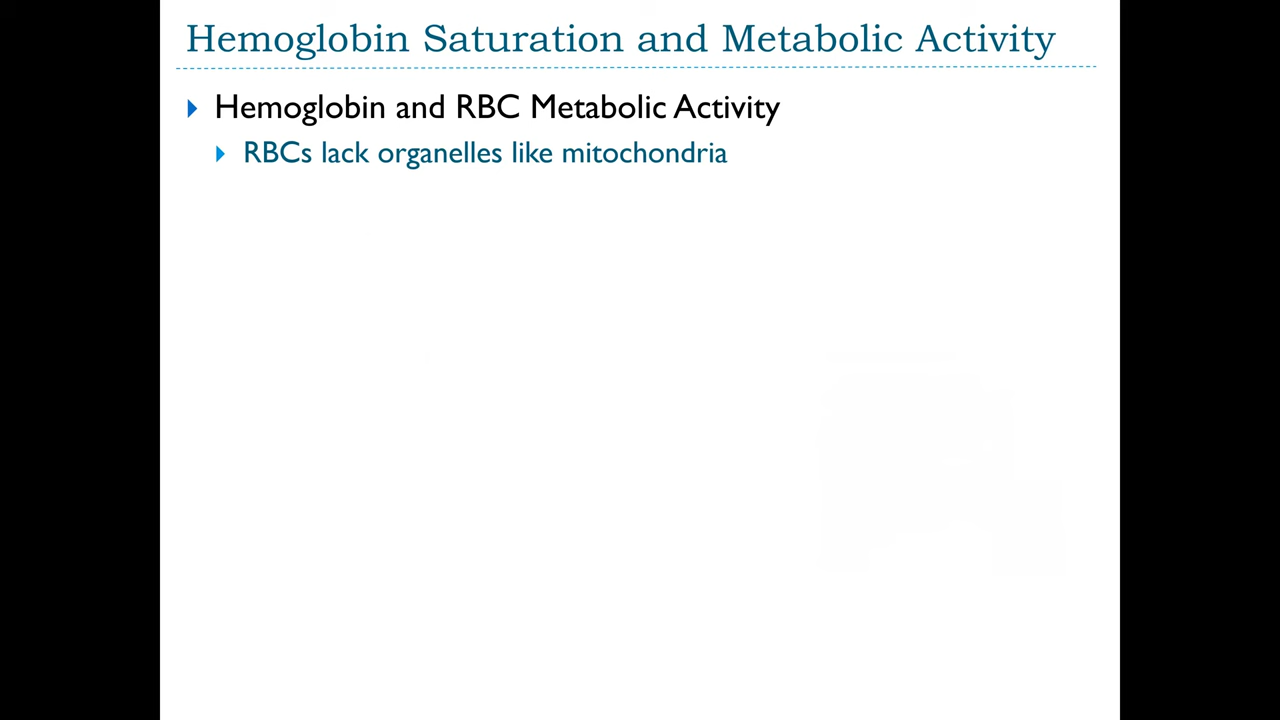 Hemoglobin Saturation and Metabolic Activity
Hemoglobin and RBC Metabolic Activity
RBCs lack organelles like mitochondria